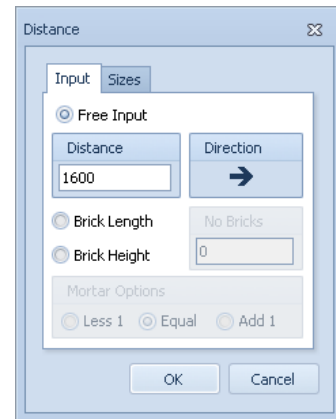 Distance
Input Sizes
Free Input
Distance Direction
1600
Brick Length No Bricks
Brick Height 0
Mortar Options
Less 1 Equal Add 1
OK Cancel